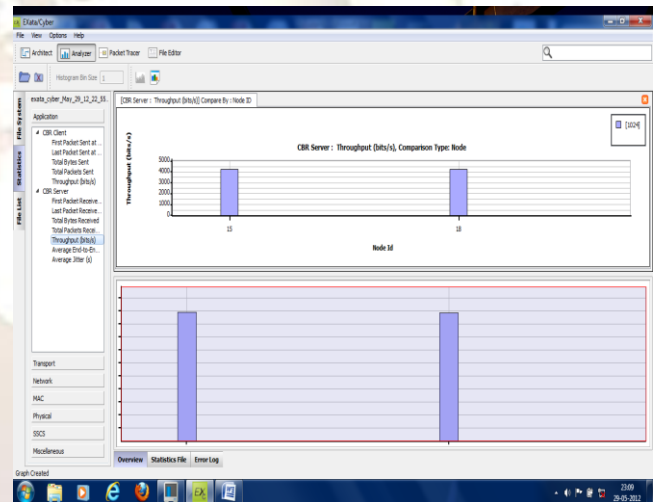 EXata/Cyber
File View Options Help
Architect Analyzer Packet Tracer File Editor
Histogram Bin Size 1
File System
Statistics
File List
exata_cyber_May_29_12_22_55..
Application
CBR Client
First Packet Sent at ...
Last Packet Sent at ...
Total Bytes Sent
Total Packets Sent
Throughput (bits/s)
CBR Server
First Packet Receive...
Last Packet Receive...
Total Bytes Received
Total Packets Recei...
Throughput (bits/s)
Average End-to-En...
Average Jitter (s)
Transport
Network
MAC
Physical
SSCS
Miscellaneous
[CBR Server : Throughput (bits/s)] Compare By : Node ID
[1024]
CBR Server : Throughput (bits/s), Comparison Type: Node
Throughput (bits/s)
5000
4000
3000
2000
1000
0
15
18
Node Id
Overview Statistics File Error Log
Graph Created
23:09
29-05-2012